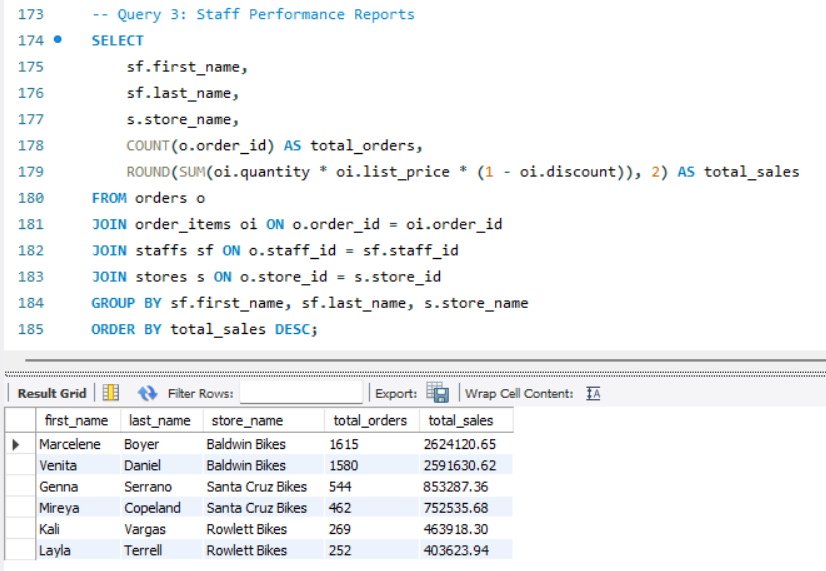 173 -- Query 3: Staff Performance Reports
174 SELECT
175 sf.first_name,
176 sf.last_name,
177 s.store_name,
178 COUNT(o.order_id) AS total_orders,
179 ROUND(SUM(oi.quantity * oi.list_price * (1 - oi.discount)), 2) AS total_sales
180 FROM orders o
181 JOIN order_items oi ON o.order_id = oi.order_id
182 JOIN staffs sf ON o.staff_id = sf.staff_id
183 JOIN stores s ON o.store_id = s.store_id
184 GROUP BY sf.first_name, sf.last_name, s.store_name
185 ORDER BY total_sales DESC;
Result Grid Filter Rows: Export: Wrap Cell Content: IA
first_name last_name store_name total_orders total_sales
Marcelene Boyer Baldwin Bikes 1615 2624120.65
Venita Daniel Baldwin Bikes 1580 2591630.62
Genna Serrano Santa Cruz Bikes 544 853287.36
Mireya Copeland Santa Cruz Bikes 462 752535.68
Kali Vargas Rowlett Bikes 269 463918.30
Layla Terrell Rowlett Bikes 252 403623.94